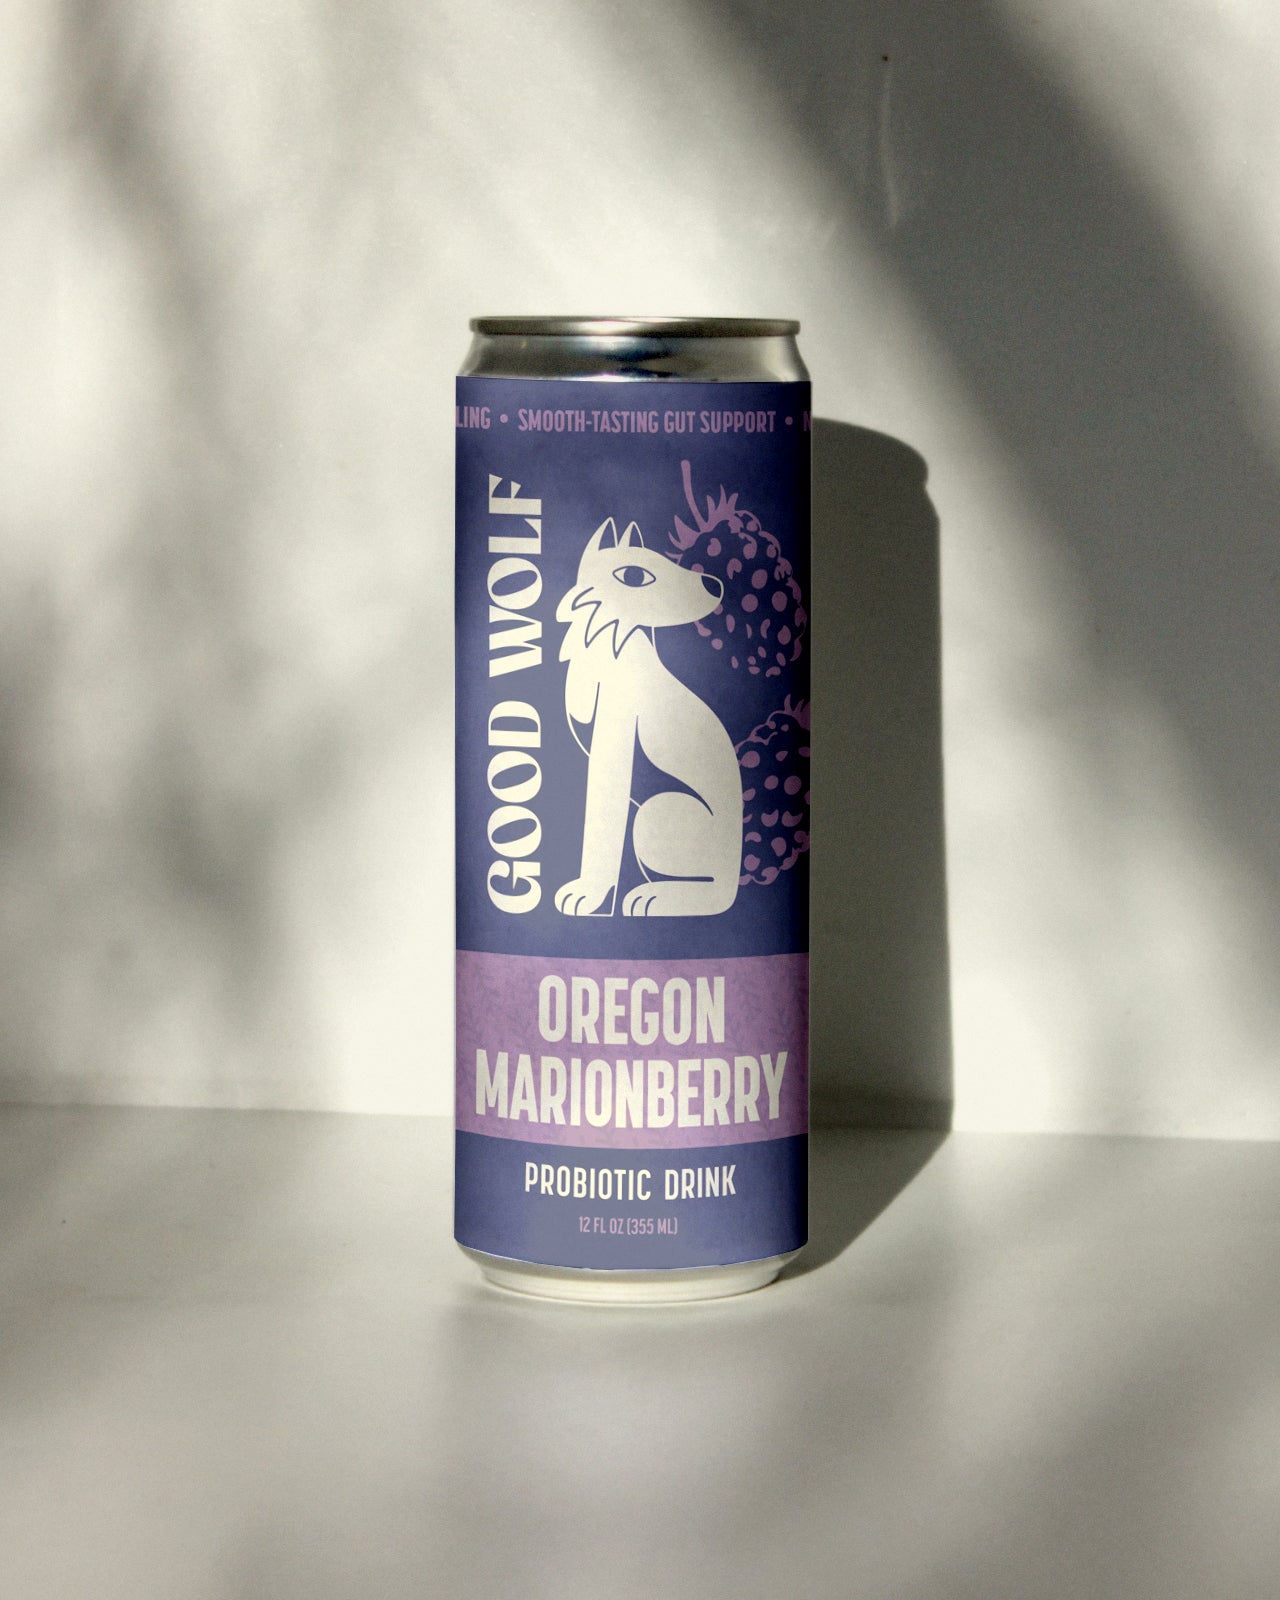 LING • SMOOTH-TASTING GUT SUPPORT • N
GOOD WOLF
OREGON
MARIONBERRY
PROBIOTIC DRINK
12 FL OZ (355 ML)